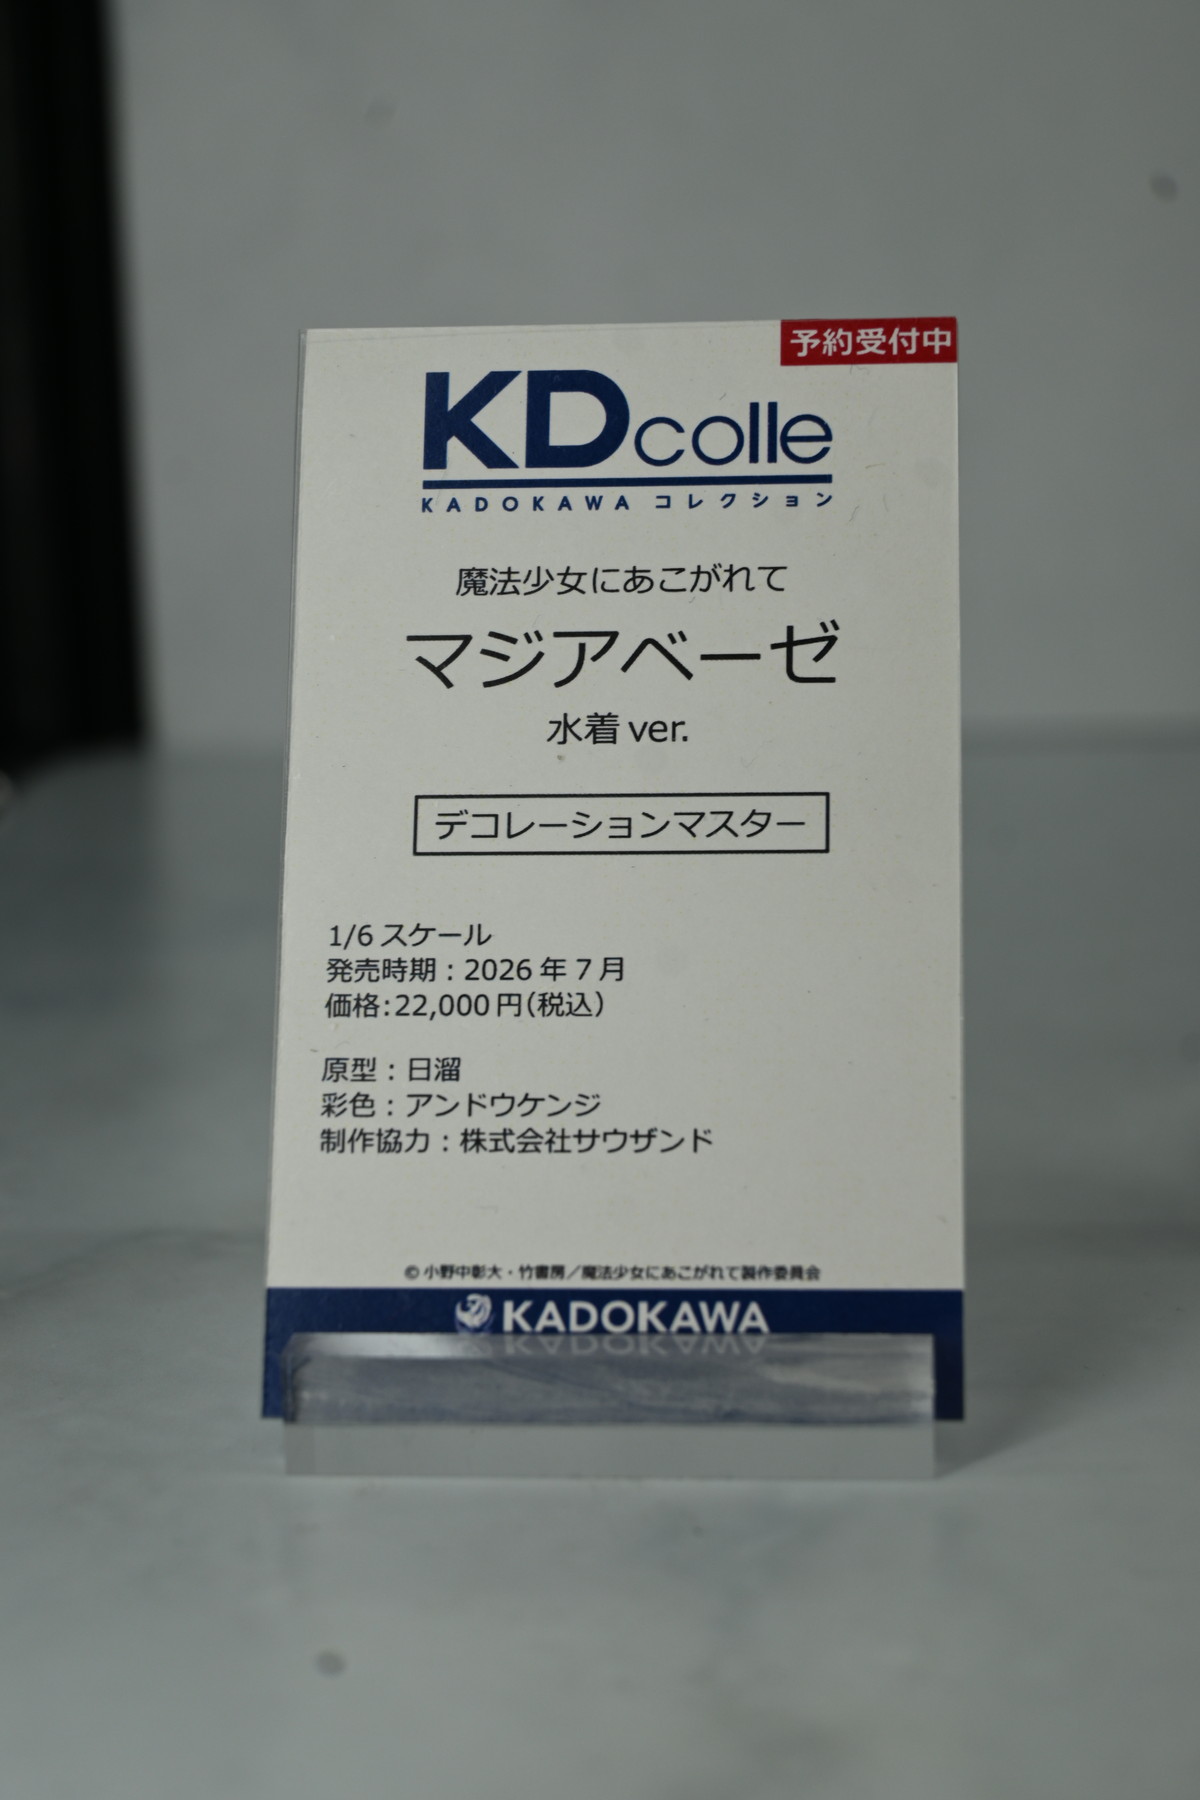 予約受付中
KDcolle
KADOKAWA コレクション
魔法少女にあこがれて
マジアベーゼ
水着 ver.
デコレーションマスター
1/6 スケール
発売時期：2026 年 7 月
価格:22,000 円(税込)
原型：日溜
彩色：アンドウケンジ
制作協力：株式会社サウザンド
© 小野中彰大・竹書房／魔法少女にあこがれて製作委員会
KADOKAWA